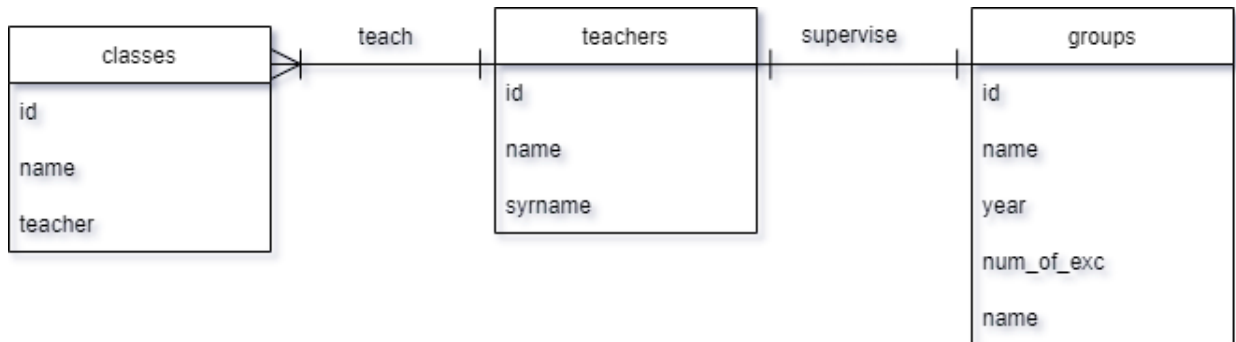 classes
id
name
teacher
teach
teachers
id
name
syrname
supervise
groups
id
name
year
num_of_exc
name